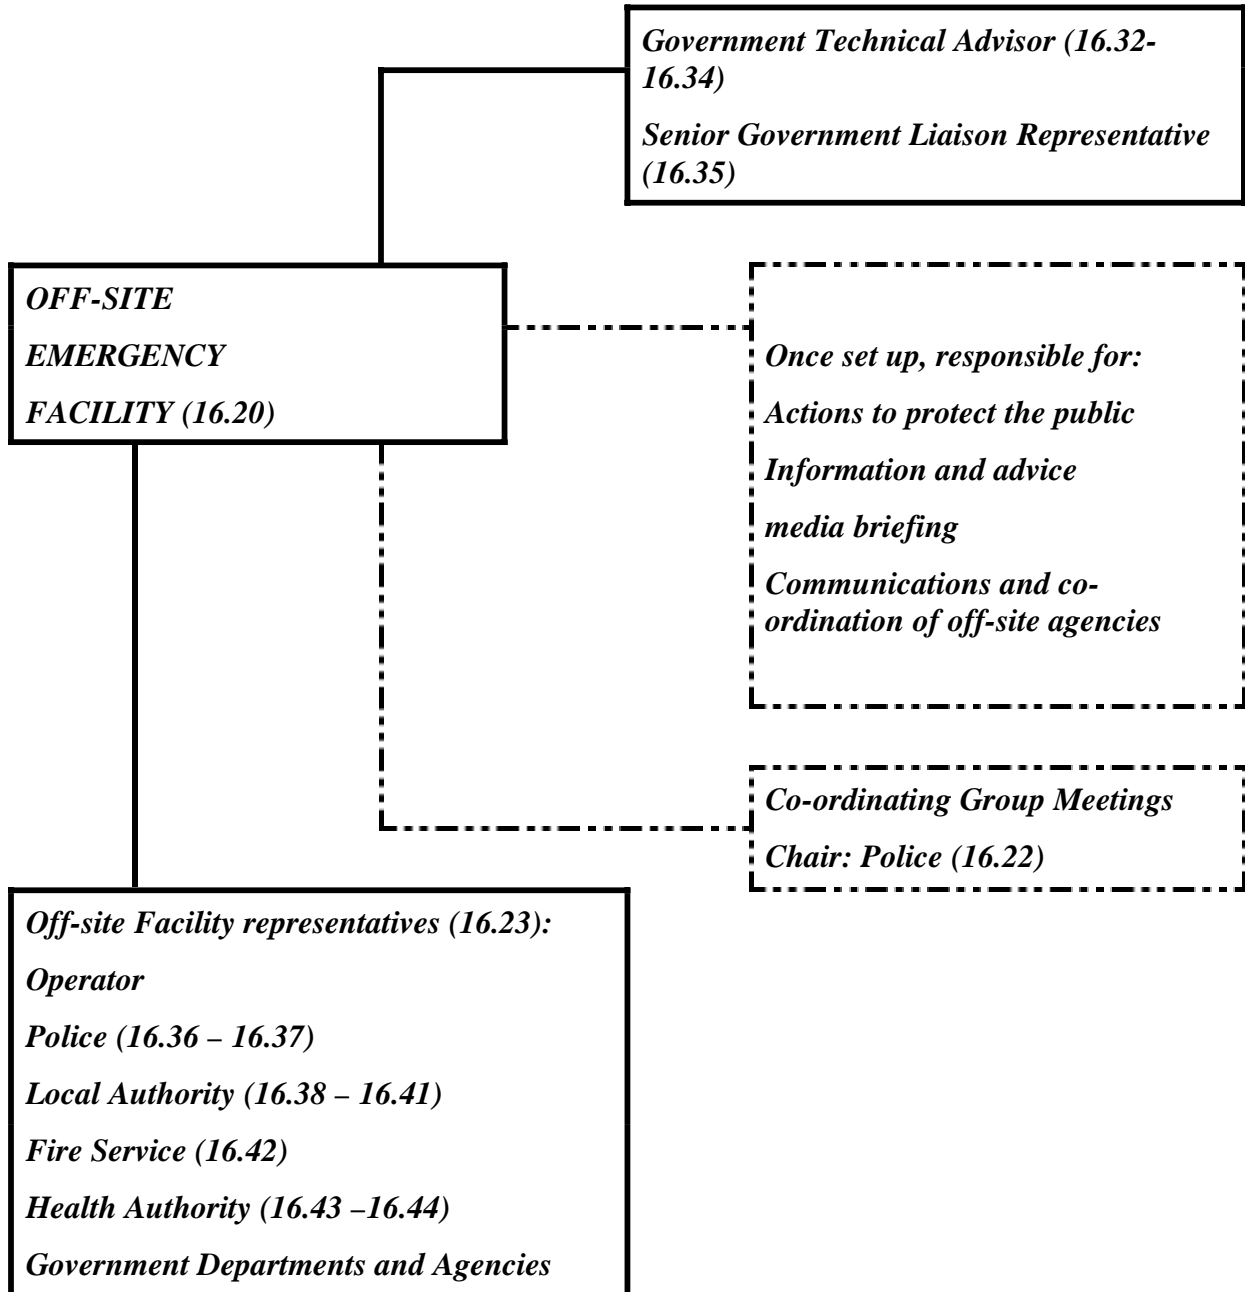 Government Technical Advisor (16.32-
16.34)
Senior Government Liaison Representative
(16.35)
OFF-SITE
EMERGENCY
FACILITY (16.20)
Once set up, responsible for:
Actions to protect the public
Information and advice
media briefing
Communications and co-
ordination of off-site agencies
Co-ordinating Group Meetings
Chair: Police (16.22)
Off-site Facility representatives (16.23):
Operator
Police (16.36 – 16.37)
Local Authority (16.38 – 16.41)
Fire Service (16.42)
Health Authority (16.43 –16.44)
Government Departments and Agencies